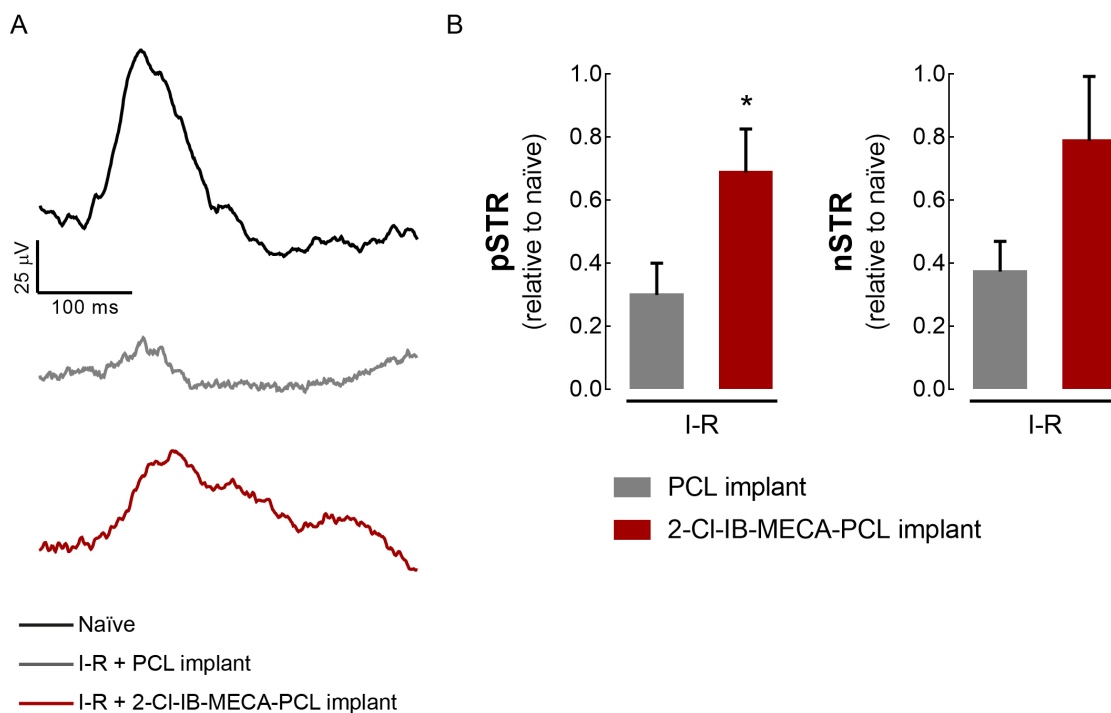 A
25 µV
100 ms
Naïve
I-R + PCL implant
I-R + 2-Cl-IB-MECA-PCL implant
B
pSTR
(relative to naïve)
1.0
0.8
0.6
0.4
0.2
0.0
*
I-R
nSTR
(relative to naïve)
1.0
0.8
0.6
0.4
0.2
0.0
I-R
PCL implant
2-Cl-IB-MECA-PCL implant